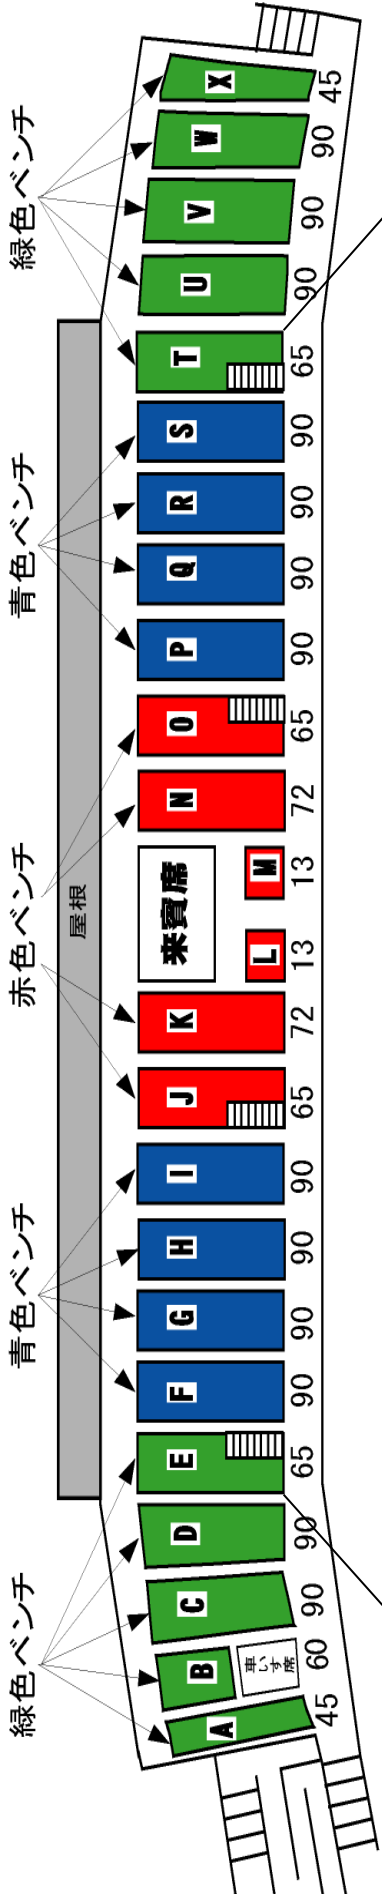 緑色ベンチ
青色ベンチ
赤色ベンチ
青色ベンチ
緑色ベンチ
屋根
A
B
C
D
E
F
G
H
I
J
K
L
M
N
O
P
Q
R
S
T
U
V
W
X
車いす席
来賓席
45
60
90
90
65
90
90
90
90
65
72
13
13
72
65
90
90
90
90
65
90
90
90
45